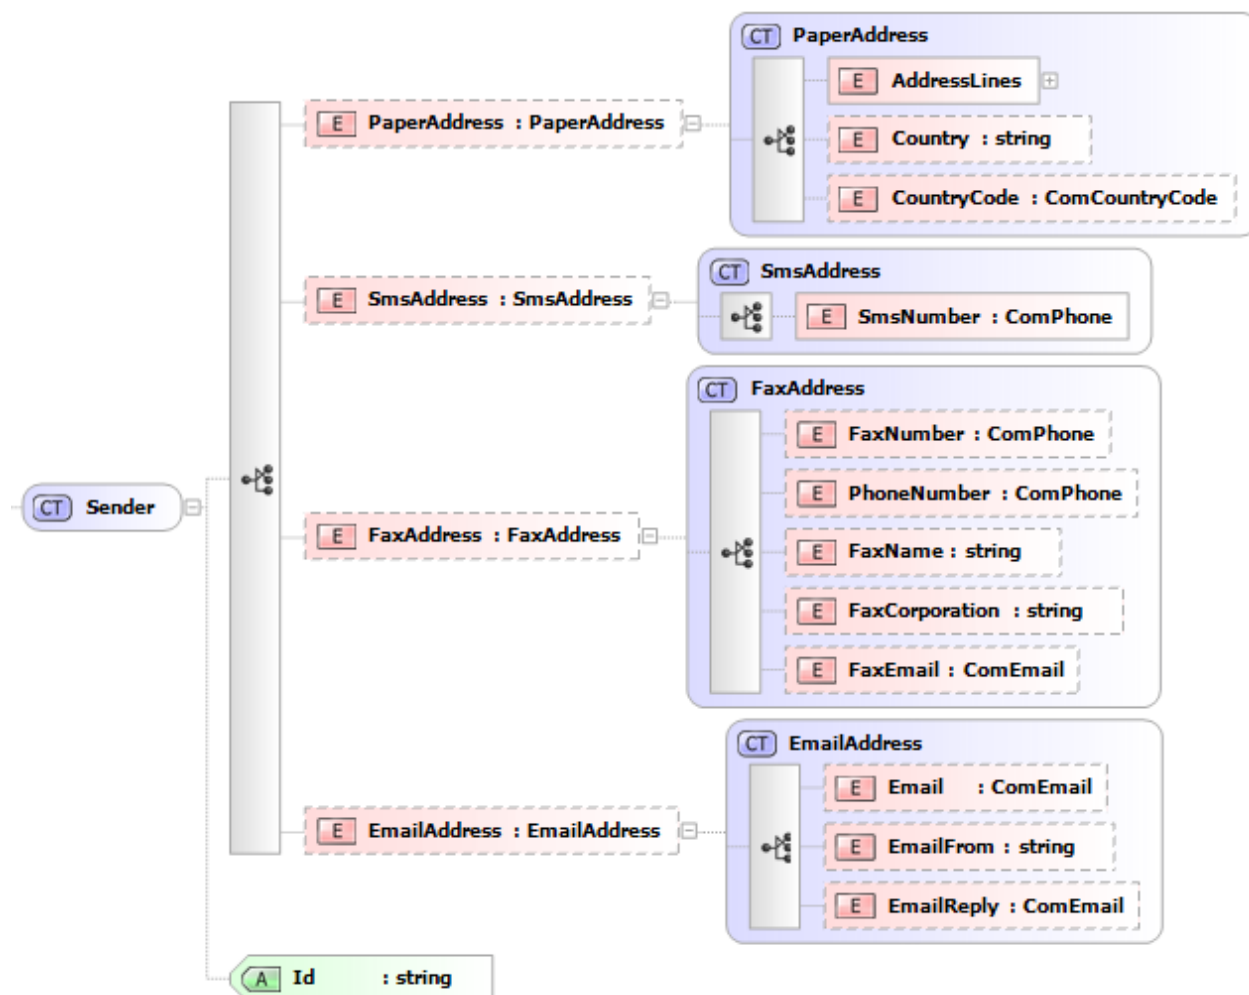 CT PaperAddress
E AddressLines
E PaperAddress : PaperAddress
E Country : string
E CountryCode : ComCountryCode
CT SmsAddress
E SmsAddress : SmsAddress
E SmsNumber : ComPhone
CT FaxAddress
E FaxNumber : ComPhone
E PhoneNumber : ComPhone
CT Sender
E FaxAddress : FaxAddress
E FaxName : string
E FaxCorporation : string
E FaxEmail : ComEmail
CT EmailAddress
E Email : ComEmail
E EmailAddress : EmailAddress
E EmailFrom : string
E EmailReply : ComEmail
A Id : string